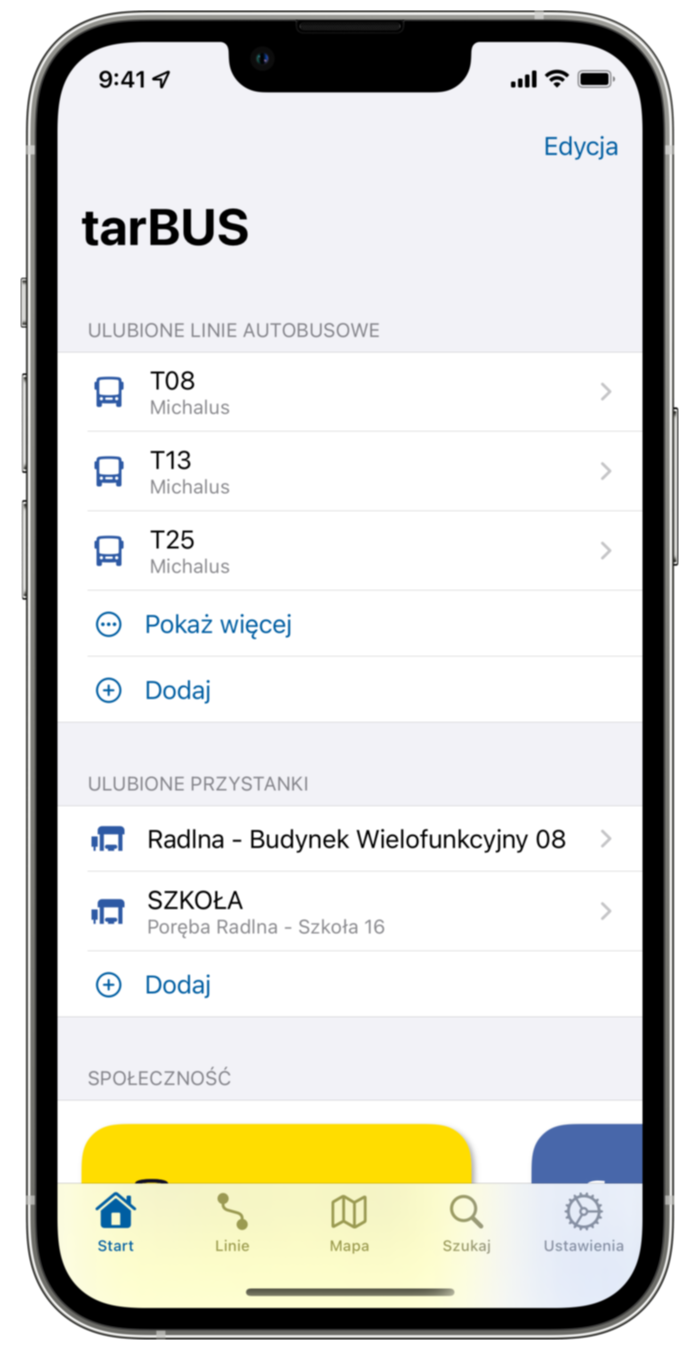 9:41
Edycja
tarBUS
ULUBIONE LINIE AUTOBUSOWE
T08
Michalus
T13
Michalus
T25
Michalus
Pokaż więcej
Dodaj
ULUBIONE PRZYSTANKI
Radlna - Budynek Wielofunkcyjny 08
SZKOŁA
Poręba Radlna - Szkoła 16
Dodaj
SPOŁECZNOŚĆ
Start Linie Mapa Szukaj Ustawienia